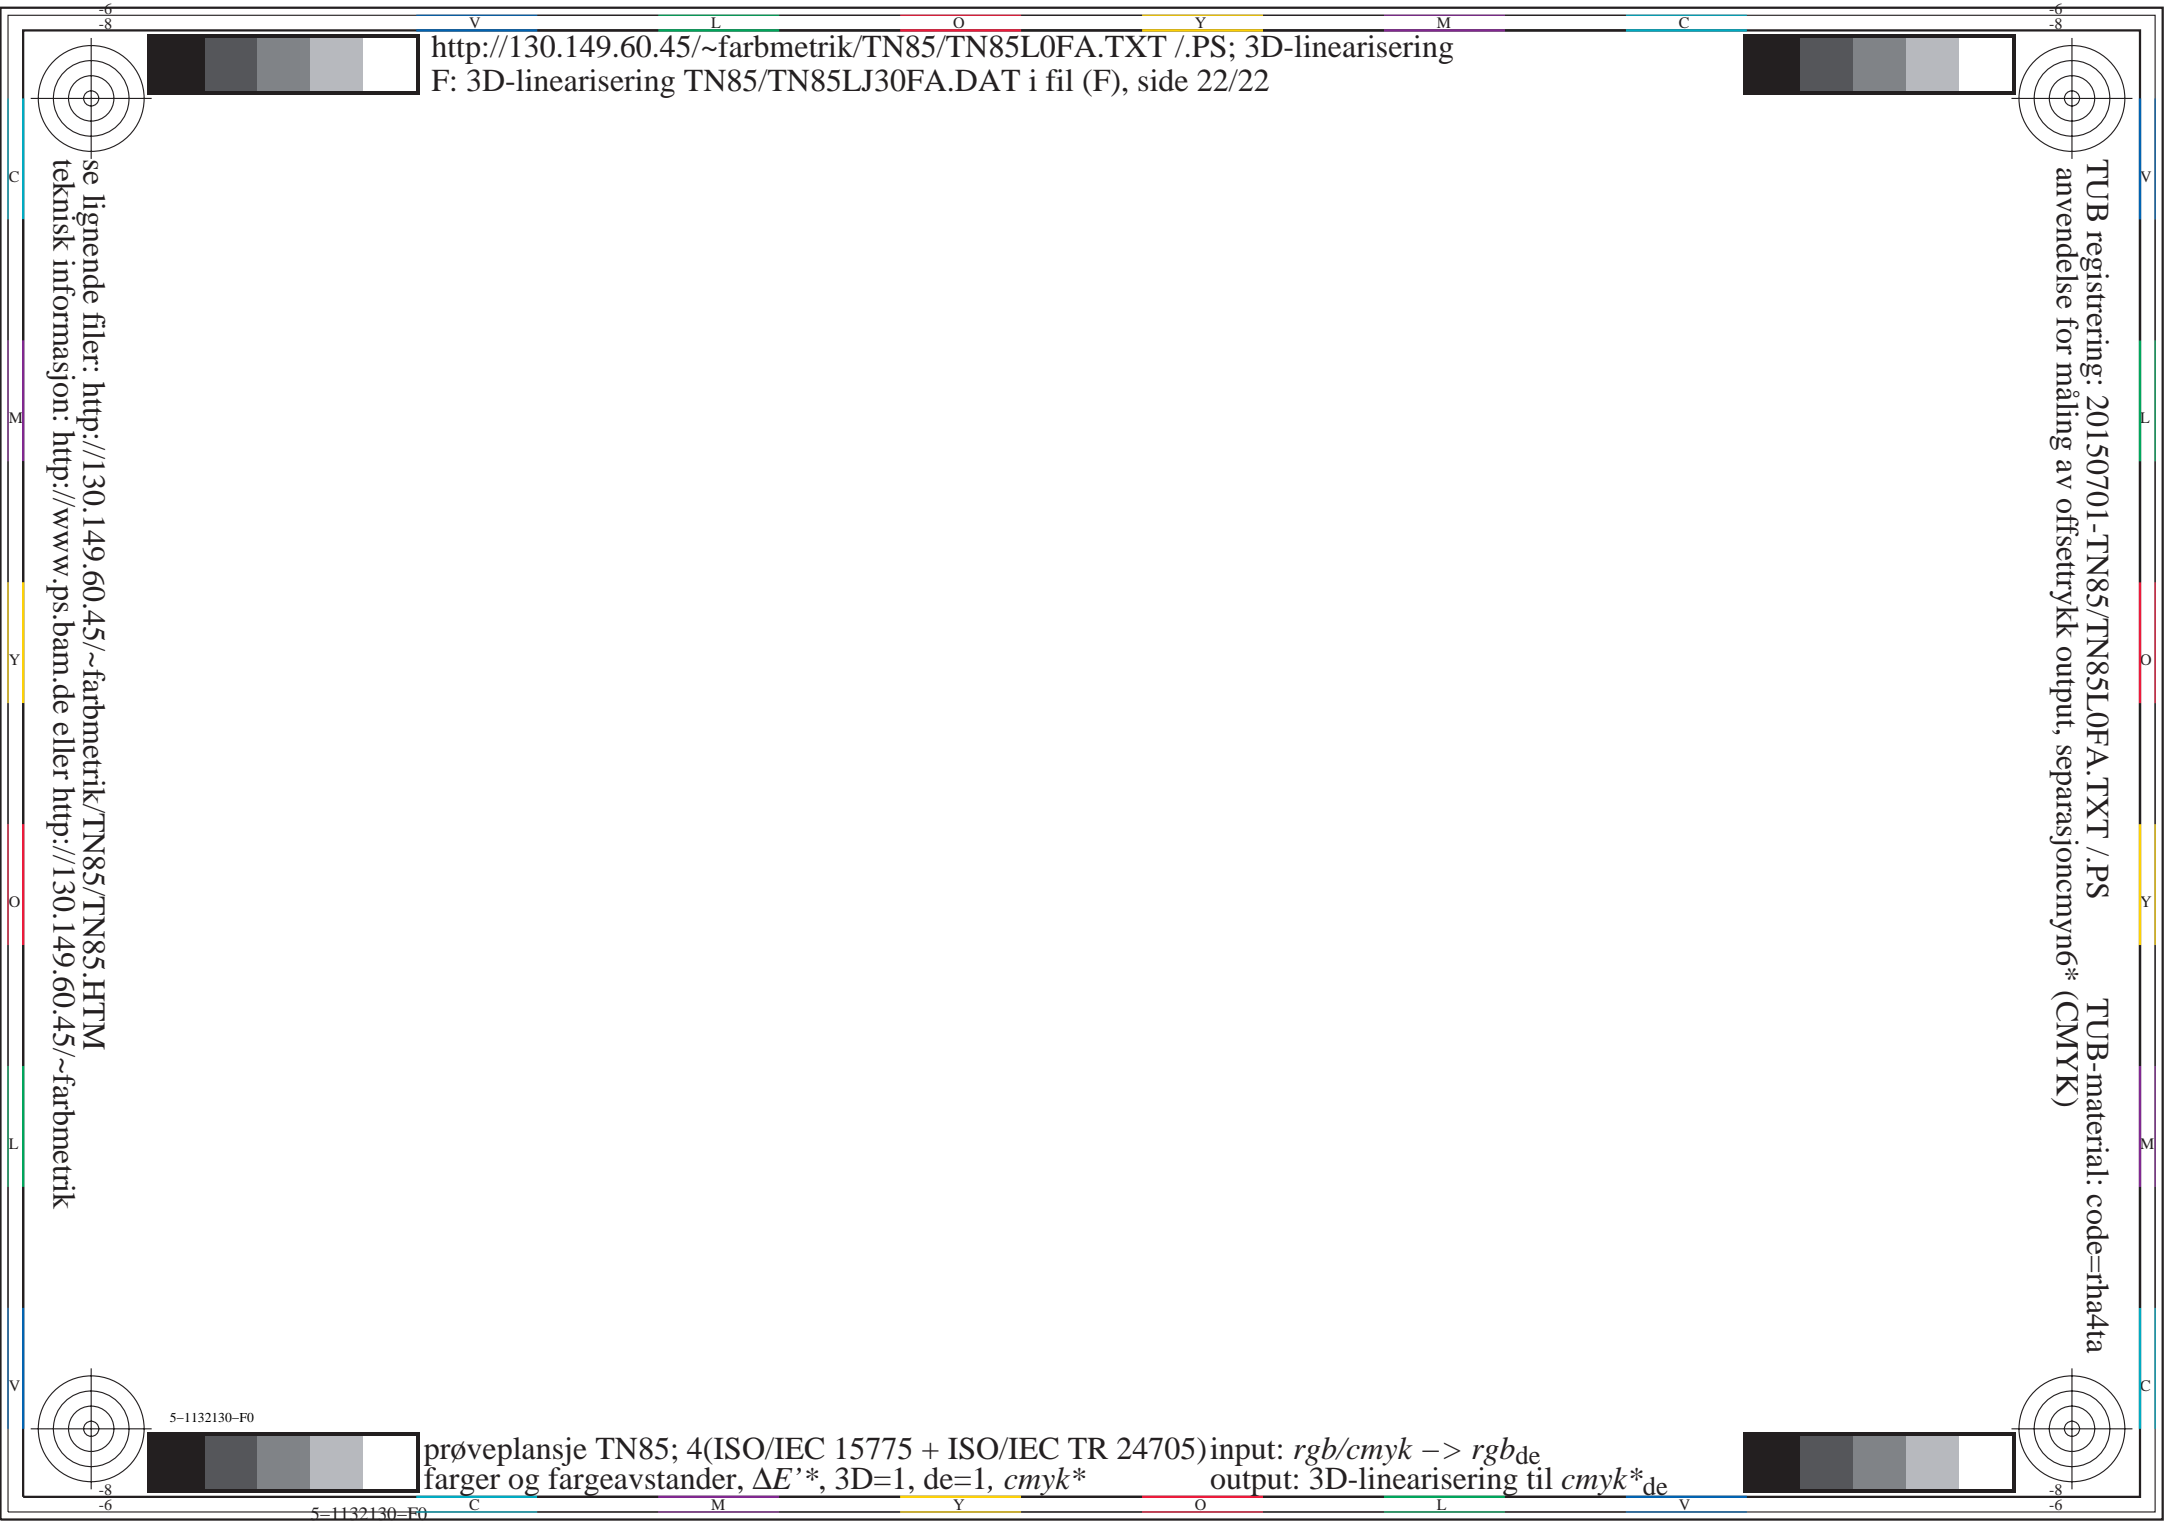 -6
-8
V L O Y M C
-6
-8
http://130.149.60.45/~farbmetrik/TN85/TN85L0FA.TXT /.PS; 3D-linearisering
F: 3D-linearisering TN85/TN85LJ30FA.DAT i fil (F), side 22/22
C
M
Y
O
L
V
se lignende filer: http://130.149.60.45/~farbmetrik/TN85/TN85.HTM
teknisk informasjon: http://www.ps.bam.de eller http://130.149.60.45/~farbmetrik
TUB registrering: 20150701-TN85/TN85L0FA.TXT /.PS TUB-material: code=rha4ta
anvendelse for måling av offsettrykk output, separasjoncmyn6* (CMYK)
V
L
O
Y
M
C
5-1132130-F0
prøveplansje TN85; 4(ISO/IEC 15775 + ISO/IEC TR 24705) input: rgb/cmyk -> rgbde
farger og fargeavstander, ΔE'*, 3D=1, de=1, cmyk* output: 3D-linearisering til cmyk*de
-8
-6
5-1132130-F0
C M Y O L V
-8
-6